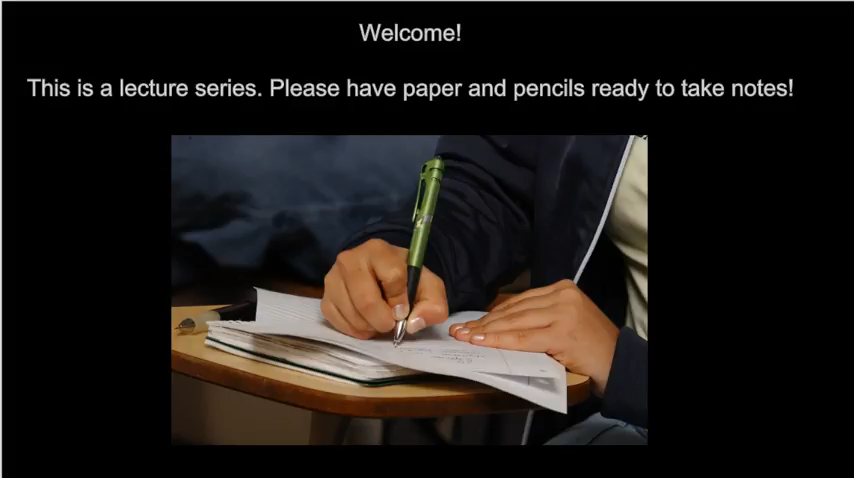 Welcome!
This is a lecture series. Please have paper and pencils ready to take notes!